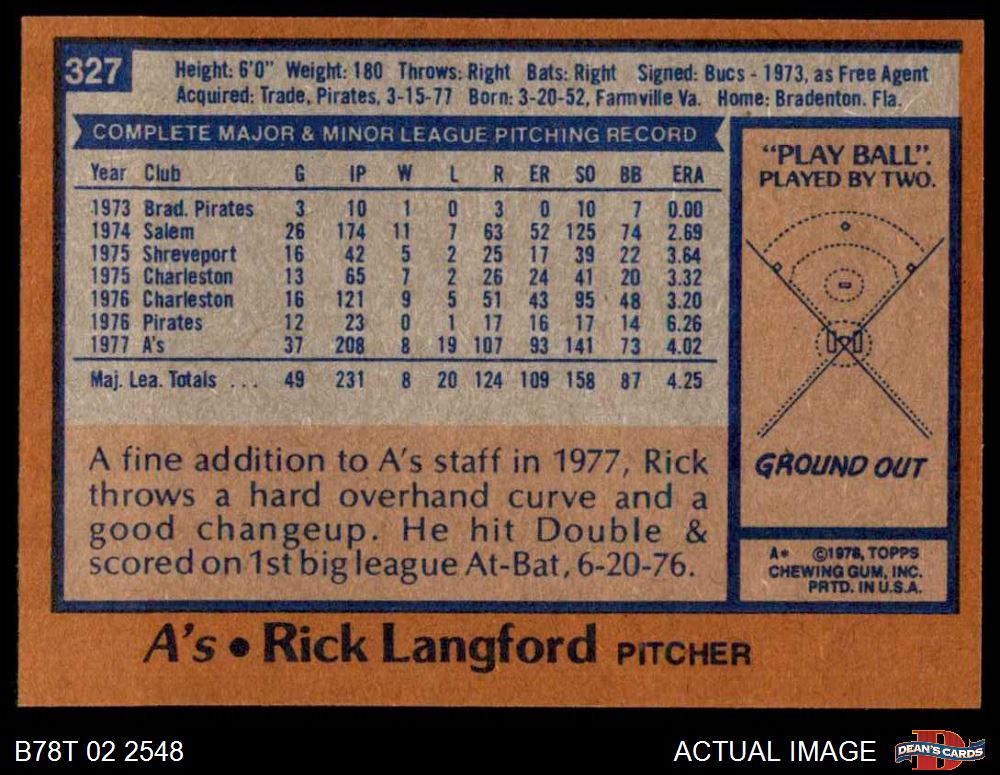 327
Height: 6'0" Weight: 180 Throws: Right Bats: Right Signed: Bucs - 1973, as Free Agent
Acquired: Trade, Pirates, 3-15-77 Born: 3-20-52, Farmville Va. Home: Bradenton. Fla.
COMPLETE MAJOR & MINOR LEAGUE PITCHING RECORD
Year Club G IP W L R ER SO BB ERA
1973 Brad. Pirates 3 10 1 0 3 0 10 7 0.00
1974 Salem 26 174 11 7 63 52 125 74 2.69
1975 Shreveport 16 42 5 2 25 17 39 22 3.64
1975 Charleston 13 65 7 2 26 24 41 20 3.32
1976 Charleston 16 121 9 5 51 43 95 48 3.20
1976 Pirates 12 23 0 1 17 16 17 14 6.26
1977 A's 37 208 8 19 107 93 141 73 4.02
Maj. Lea. Totals ... 49 231 8 20 124 109 158 87 4.25
A fine addition to A's staff in 1977, Rick
throws a hard overhand curve and a
good changeup. He hit Double &
scored on 1st big league At-Bat, 6-20-76.
"PLAY BALL".
PLAYED BY TWO.
GROUND OUT
A* ©1978, TOPPS
CHEWING GUM, INC.
PRTD. IN U.S.A.
A's • Rick Langford PITCHER
B78T 02 2548
ACTUAL IMAGE
DEAN'S CARDS